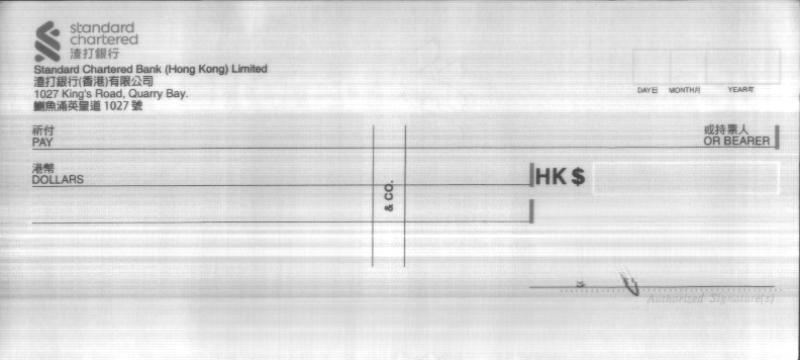 standard
chartered
渣打銀行
Standard Chartered Bank (Hong Kong) Limited
渣打銀行(香港)有限公司
1027 King's Road, Quarry Bay.
鰂魚涌英皇道 1027 號
DAY日 MONTH月 YEAR年
祈付
PAY
或持票人
OR BEARER
港幣
DOLLARS
& CO.
HK $
Authorized Signature(s)